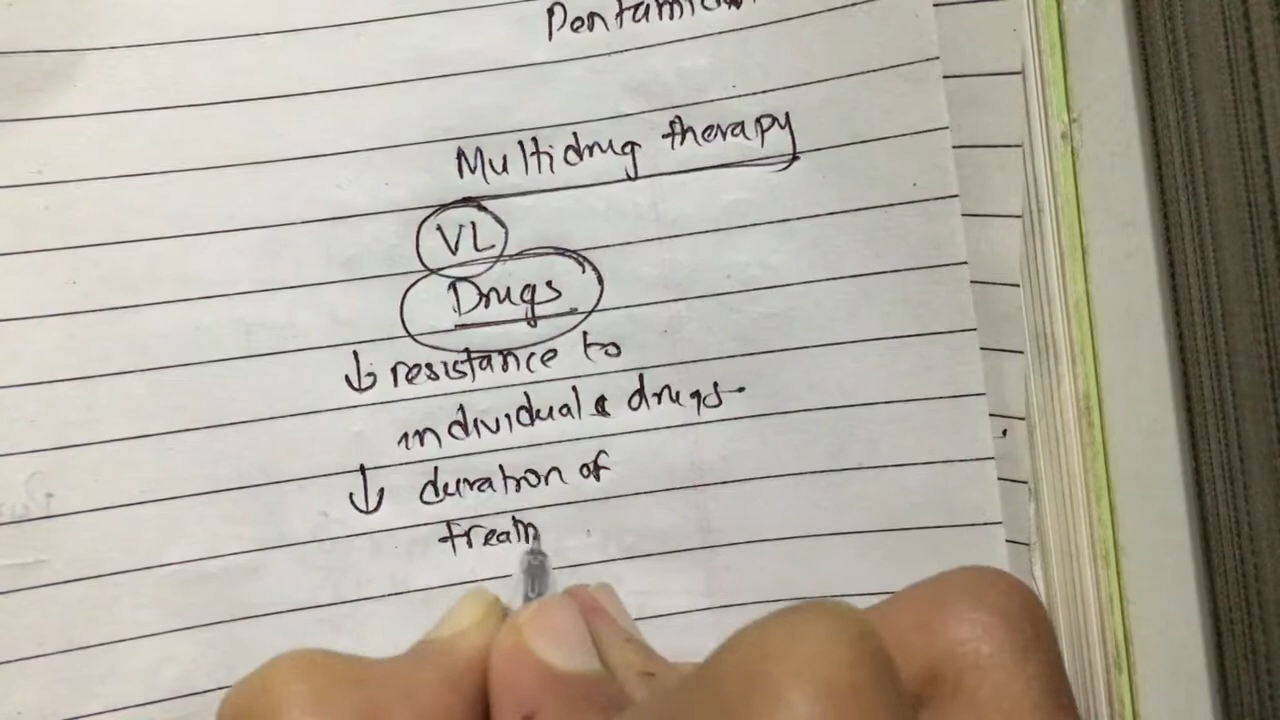 Multidrug therapy
VL
Drugs
↓ resistance to
individual drugs.
↓ duration of
treatm